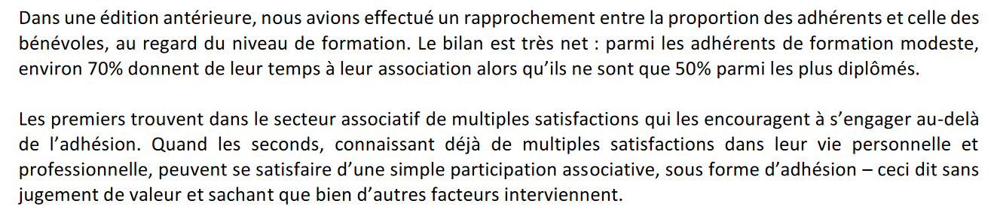 Dans une édition antérieure, nous avions effectué un rapprochement entre la proportion des adhérents et celle des
bénévoles, au regard du niveau de formation. Le bilan est très net : parmi les adhérents de formation modeste,
environ 70% donnent de leur temps à leur association alors qu’ils ne sont que 50% parmi les plus diplômés.
Les premiers trouvent dans le secteur associatif de multiples satisfactions qui les encouragent à s’engager au-delà
de l’adhésion. Quand les seconds, connaissant déjà de multiples satisfactions dans leur vie personnelle et
professionnelle, peuvent se satisfaire d’une simple participation associative, sous forme d’adhésion – ceci dit sans
jugement de valeur et sachant que bien d’autres facteurs interviennent.